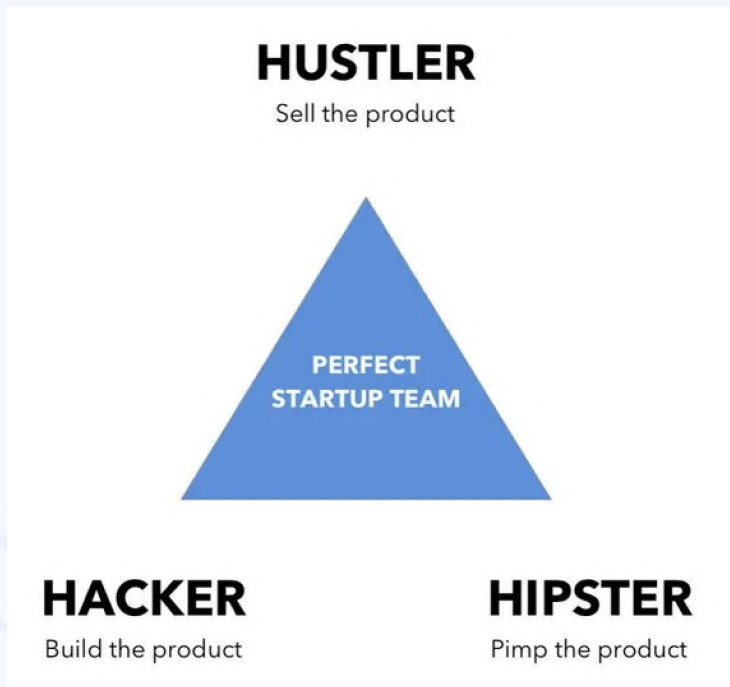 HUSTLER
Sell the product
PERFECT
STARTUP TEAM
HACKER
Build the product
HIPSTER
Pimp the product